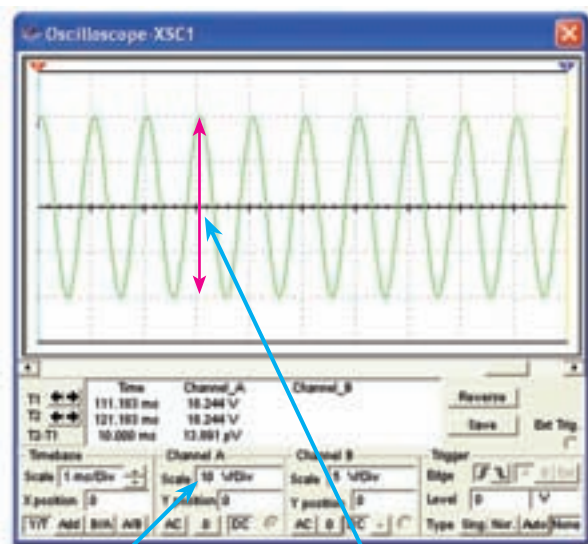 Oscilloscope-XSC1
Time Channel_A Channel_B
T1 111.193 ms 18.244 V
T2 121.193 ms 18.244 V
T2-T1 10.000 ms
Reverse
Save
Ext Trig.
Timebase Channel A Channel B Trigger
Scale 1 ms/Div Scale 10 V/Div Scale 5 V/Div Edge
X position 0 Y position 0 Y position 0 Level 0 V
Y/T Add B/A A/B AC 0 DC AC 0 DC - Type Sing. Nor. Auto None